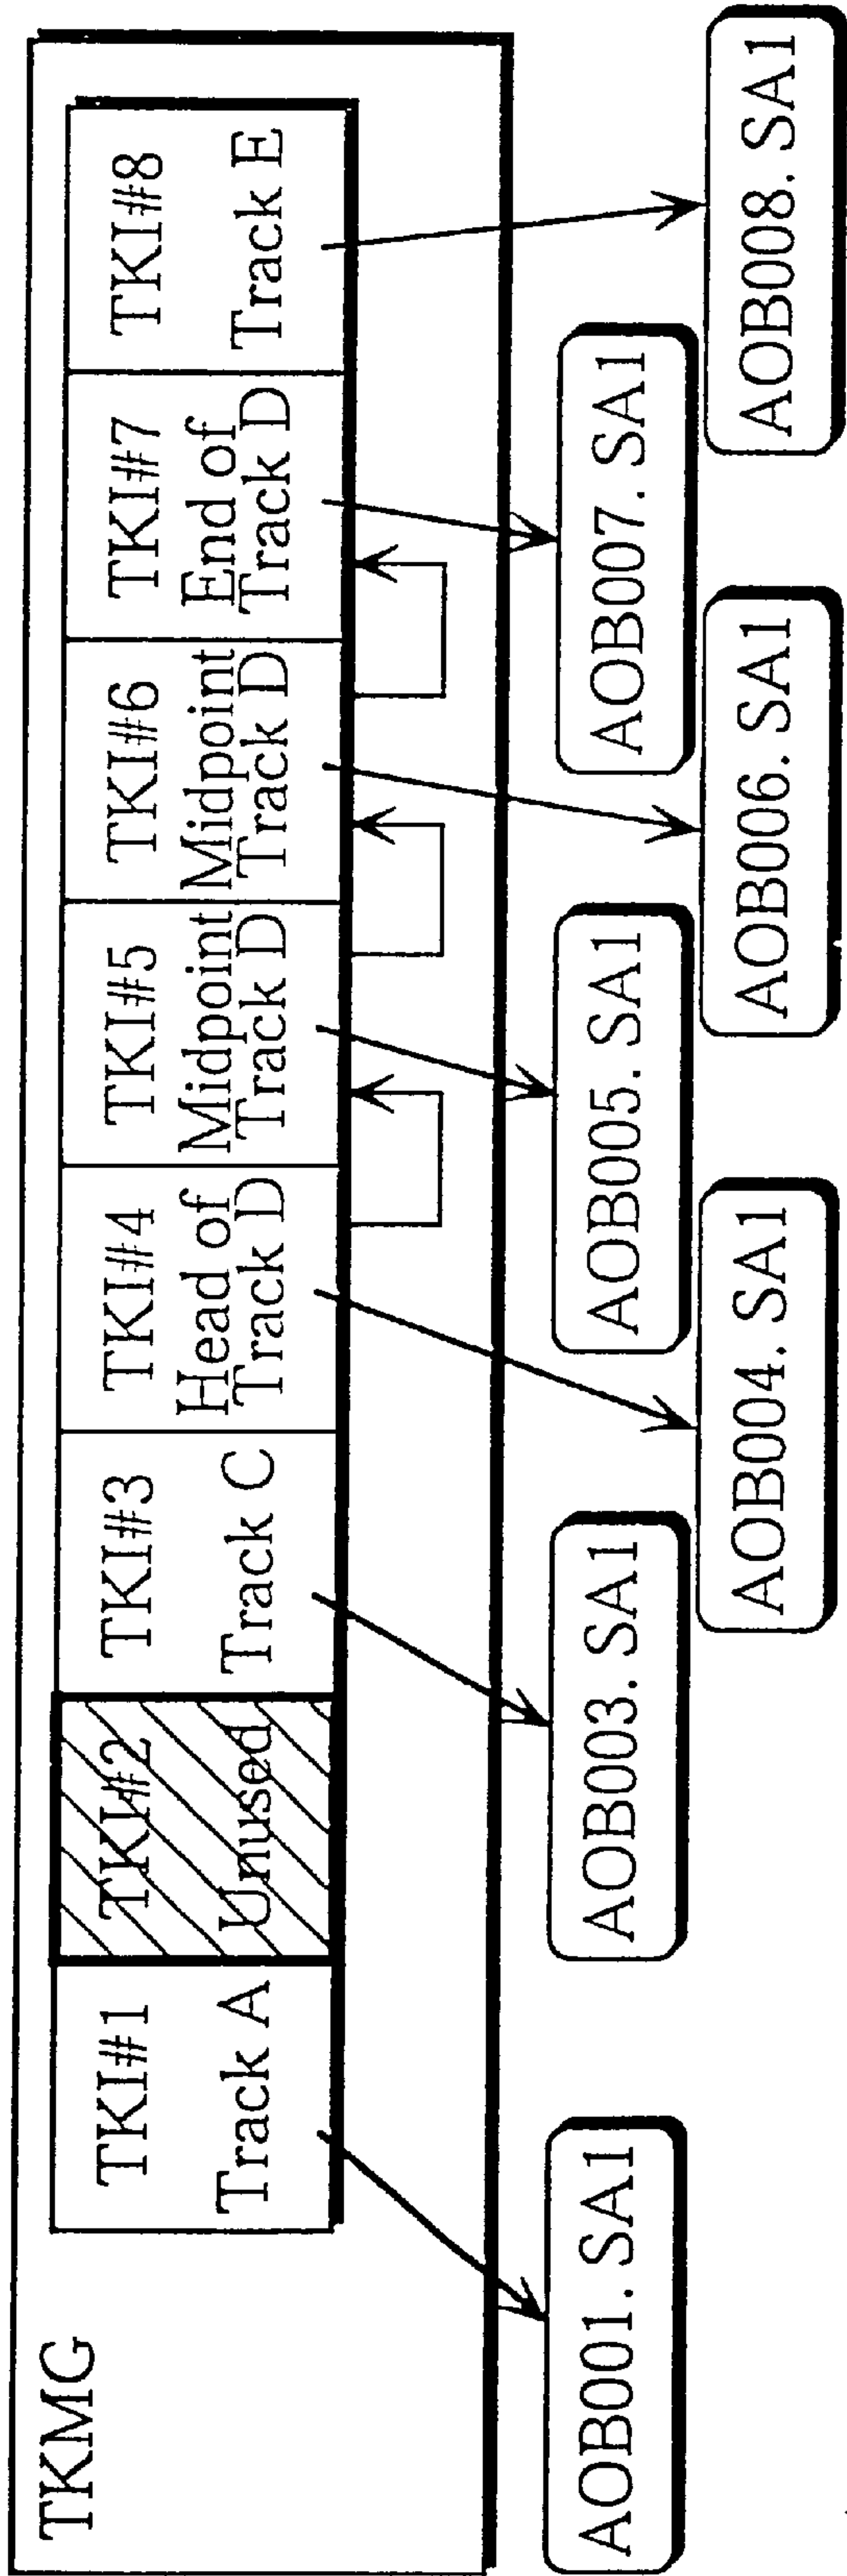 TKMG
TKI#1
Track A
TKI#2
Unused
TKI#3
Track C
TKI#4
Head of
Track D
TKI#5
Midpoint
Track D
TKI#6
Midpoint
Track D
TKI#7
End of
Track D
TKI#8
Track E
AOB001. SA1
AOB003. SA1
AOB004. SA1
AOB005. SA1
AOB006. SA1
AOB007. SA1
AOB008. SA1